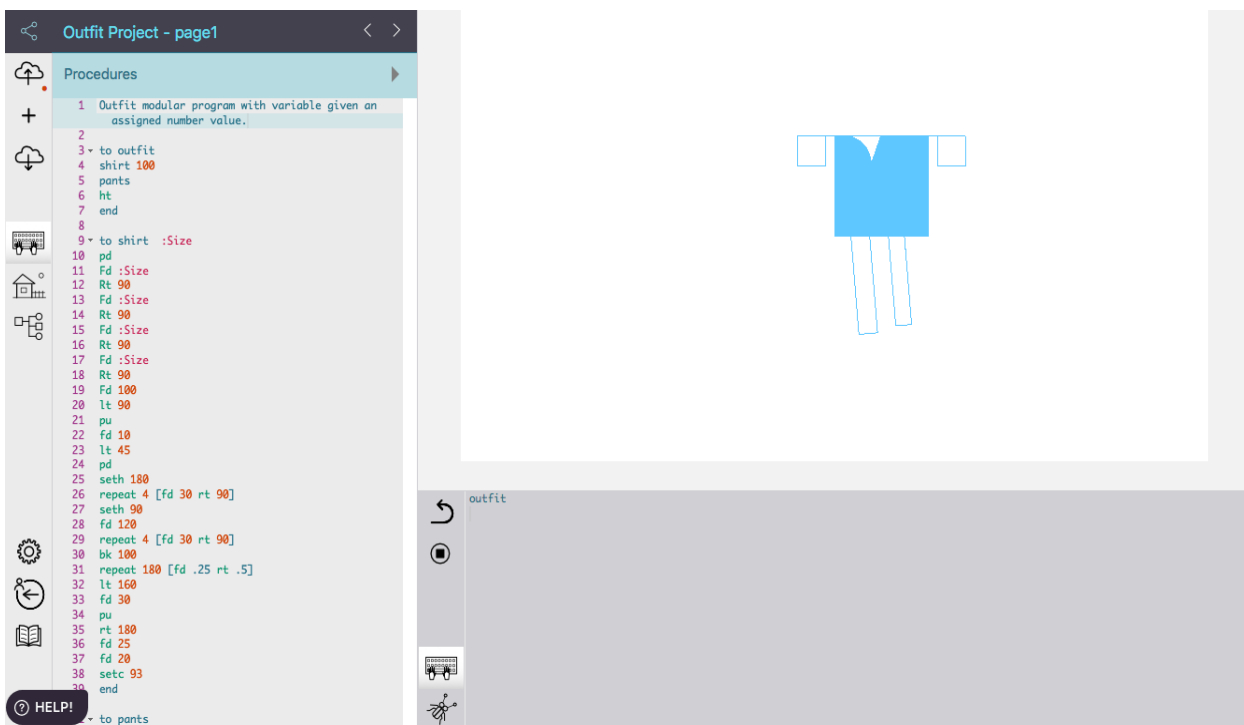 Outfit Project - page1
Procedures
1 Outfit modular program with variable given an
assigned number value.
2
3 to outfit
4 shirt 100
5 pants
6 ht
7 end
8
9 to shirt :Size
10 pd
11 Fd :Size
12 Rt 90
13 Fd :Size
14 Rt 90
15 Fd :Size
16 Rt 90
17 Fd :Size
18 Rt 90
19 Fd 100
20 lt 90
21 pu
22 fd 10
23 lt 45
24 pd
25 seth 180
26 repeat 4 [fd 30 rt 90]
27 seth 90
28 fd 120
29 repeat 4 [fd 30 rt 90]
30 bk 100
31 repeat 180 [fd .25 rt .5]
32 lt 160
33 fd 30
34 pu
35 rt 180
36 fd 25
37 fd 20
38 setc 93
39 end
to pants
HELP!
outfit